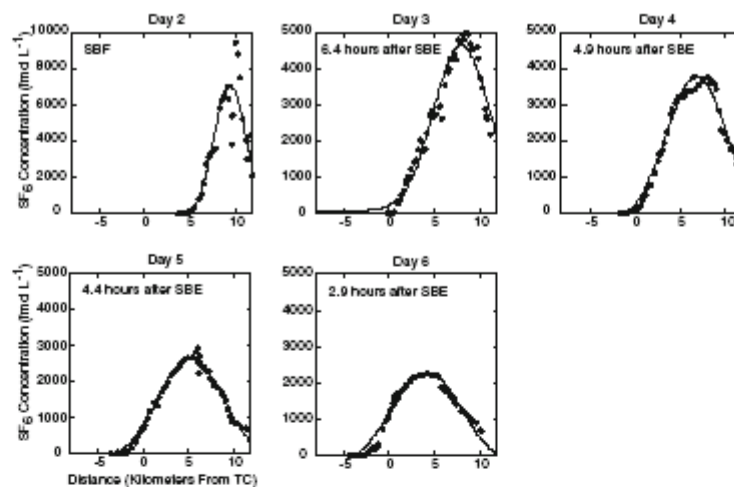 Day 2
SBF
SF6 Concentration (fmol L-1)
10000
8000
6000
4000
2000
0
-5 0 5 10
Day 3
6.4 hours after SBE
5000
4000
3000
2000
1000
0
-5 0 5 10
Day 4
4.9 hours after SBE
5000
4000
3000
2000
1000
0
-5 0 5 10
Day 5
4.4 hours after SBE
SF6 Concentration (fmol L-1)
5000
4000
3000
2000
1000
0
-5 0 5 10
Distance (Kilometers From TC)
Day 6
2.9 hours after SBE
5000
4000
3000
2000
1000
0
-5 0 5 10